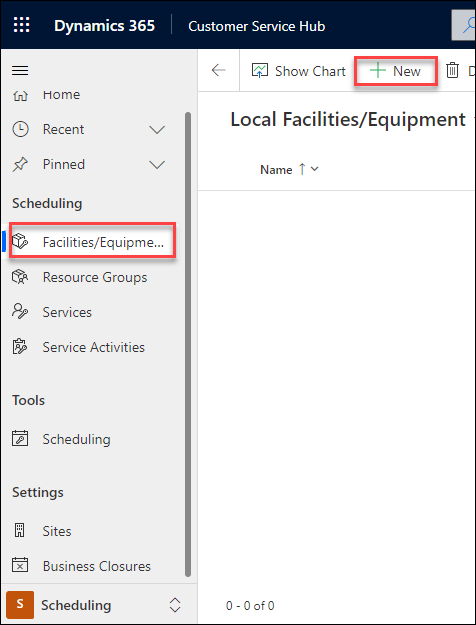 Dynamics 365 Customer Service Hub
Show Chart New D
Home
Recent
Pinned
Local Facilities/Equipment
Name
Scheduling
Facilities/Equipme...
Resource Groups
Services
Service Activities
Tools
Scheduling
Settings
Sites
Business Closures
S Scheduling
0 - 0 of 0